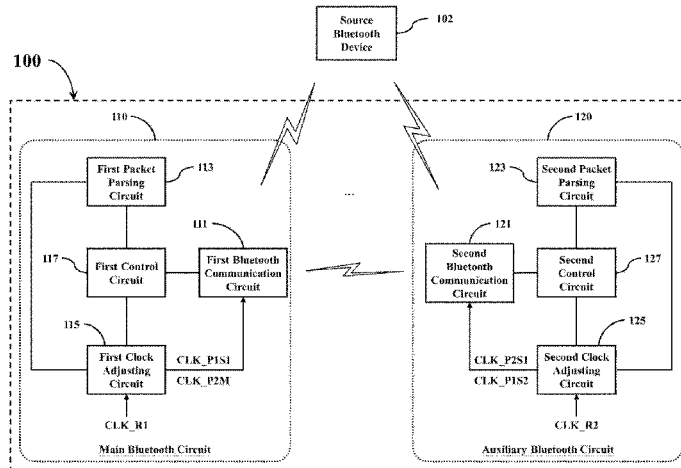 Source
Bluetooth
Device
102
100
110
120
First Packet
Parsing
Circuit
113
123
Second Packet
Parsing
Circuit
111
121
117
First Control
Circuit
First Bluetooth
Communication
Circuit
Second
Bluetooth
Communication
Circuit
Second
Control
Circuit
127
115
125
First Clock
Adjusting
Circuit
CLK_P1S1
CLK_P2M
CLK_P2S1
CLK_P1S2
Second Clock
Adjusting
Circuit
CLK_R1
CLK_R2
Main Bluetooth Circuit
Auxiliary Bluetooth Circuit
...